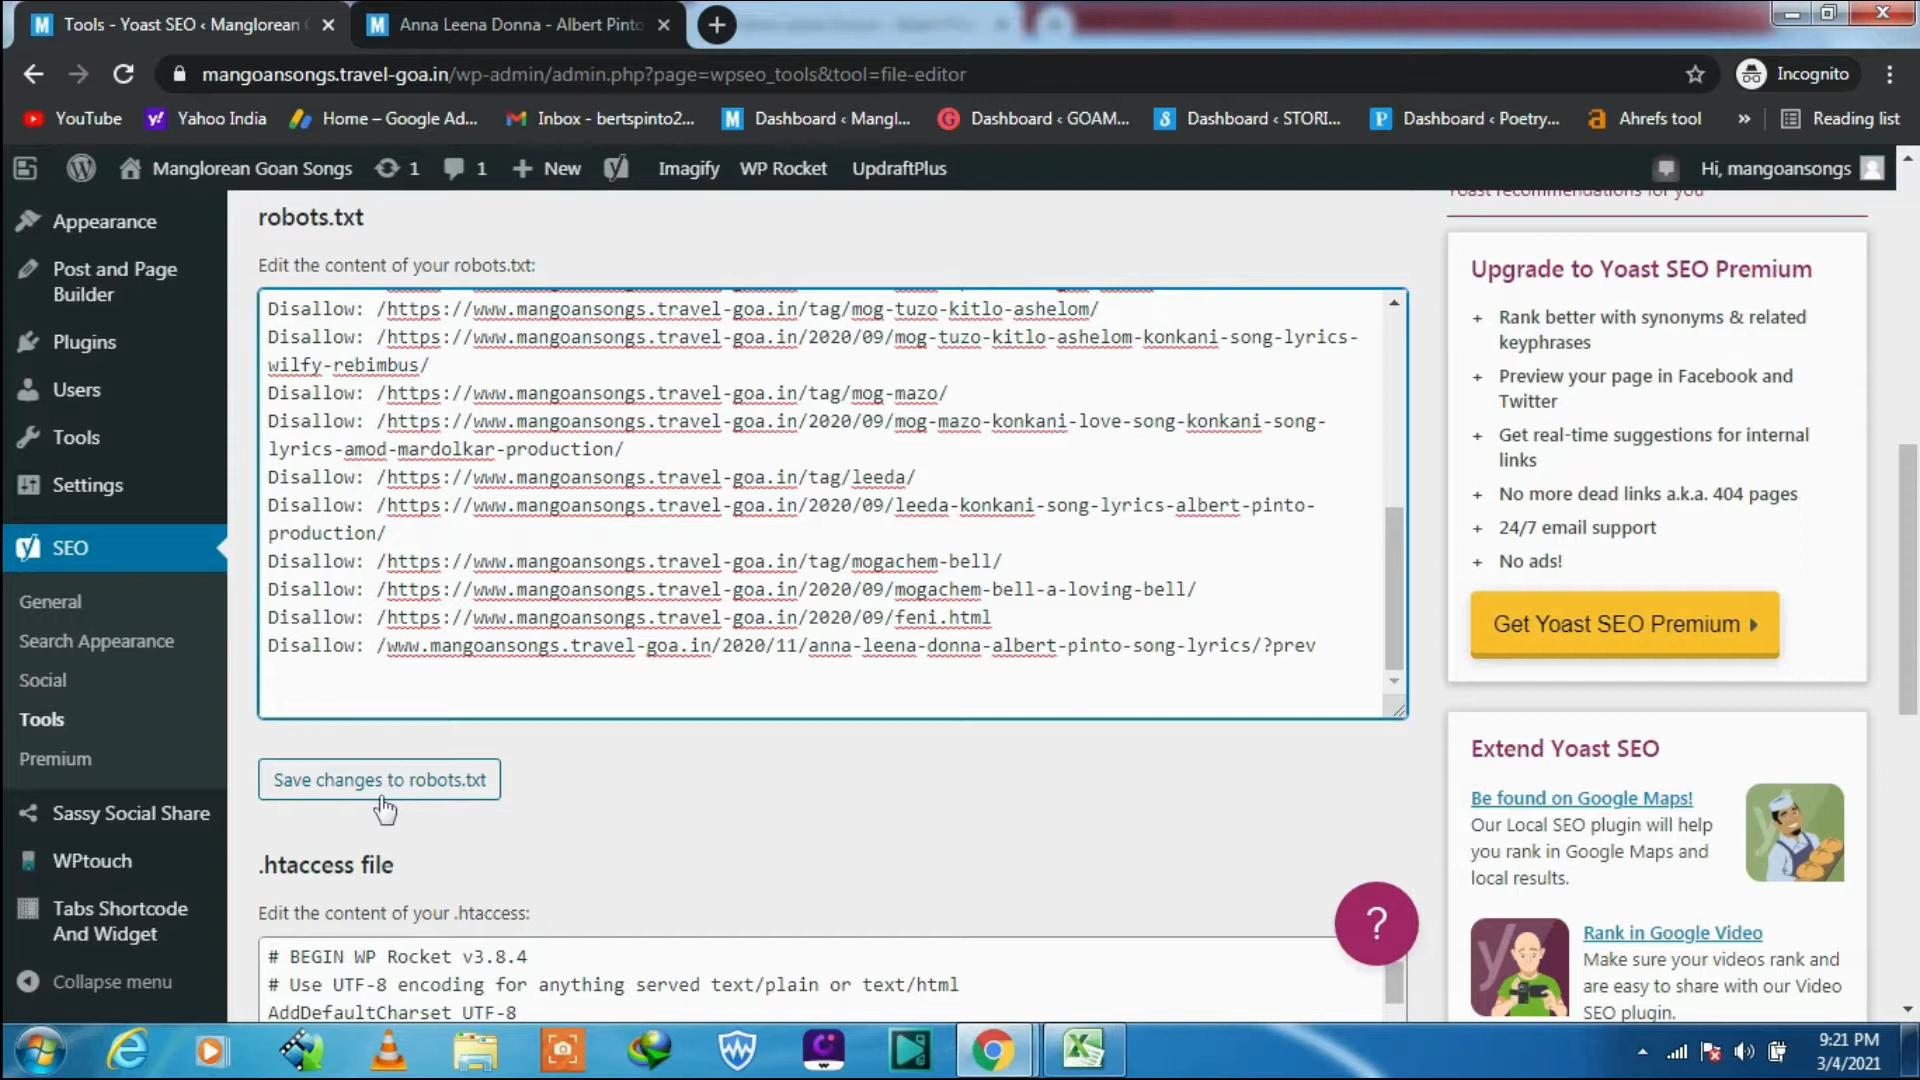 Tools - Yoast SEO ‹ Manglorean
Anna Leena Donna - Albert Pinto
mangoansongs.travel-goa.in/wp-admin/admin.php?page=wpseo_tools&tool=file-editor
Incognito
YouTube
Yahoo India
Home – Google Ad...
Inbox - bertspinto2...
Dashboard ‹ Mangl...
Dashboard ‹ GOAM...
Dashboard ‹ STORI...
Dashboard ‹ Poetry...
Ahrefs tool
»
Reading list
Manglorean Goan Songs
1
1
New
Imagify
WP Rocket
UpdraftPlus
Hi, mangoansongs
Appearance
Post and Page
Builder
Plugins
Users
Tools
Settings
SEO
General
Search Appearance
Social
Tools
Premium
Sassy Social Share
WPtouch
Tabs Shortcode
And Widget
Collapse menu
robots.txt
Edit the content of your robots.txt:
Disallow: /https://www.mangoansongs.travel-goa.in/tag/mog-tuzo-kitlo-ashelom/
Disallow: /https://www.mangoansongs.travel-goa.in/2020/09/mog-tuzo-kitlo-ashelom-konkani-song-lyrics-
wilfy-rebimbus/
Disallow: /https://www.mangoansongs.travel-goa.in/tag/mog-mazo/
Disallow: /https://www.mangoansongs.travel-goa.in/2020/09/mog-mazo-konkani-love-song-konkani-song-
lyrics-amod-mardolkar-production/
Disallow: /https://www.mangoansongs.travel-goa.in/tag/leeda/
Disallow: /https://www.mangoansongs.travel-goa.in/2020/09/leeda-konkani-song-lyrics-albert-pinto-
production/
Disallow: /https://www.mangoansongs.travel-goa.in/tag/mogachem-bell/
Disallow: /https://www.mangoansongs.travel-goa.in/2020/09/mogachem-bell-a-loving-bell/
Disallow: /https://www.mangoansongs.travel-goa.in/2020/09/feni.html
Disallow: /www.mangoansongs.travel-goa.in/2020/11/anna-leena-donna-albert-pinto-song-lyrics/?prev
Save changes to robots.txt
.htaccess file
Edit the content of your .htaccess:
# BEGIN WP Rocket v3.8.4
# Use UTF-8 encoding for anything served text/plain or text/html
AddDefaultCharset UTF-8
Yoast recommendations for you
Upgrade to Yoast SEO Premium
+ Rank better with synonyms & related
keyphrases
+ Preview your page in Facebook and
Twitter
+ Get real-time suggestions for internal
links
+ No more dead links a.k.a. 404 pages
+ 24/7 email support
+ No ads!
Get Yoast SEO Premium
Extend Yoast SEO
Be found on Google Maps!
Our Local SEO plugin will help
you rank in Google Maps and
local results.
Rank in Google Video
Make sure your videos rank and
are easy to share with our Video
SEO plugin.
?
9:21 PM
3/4/2021